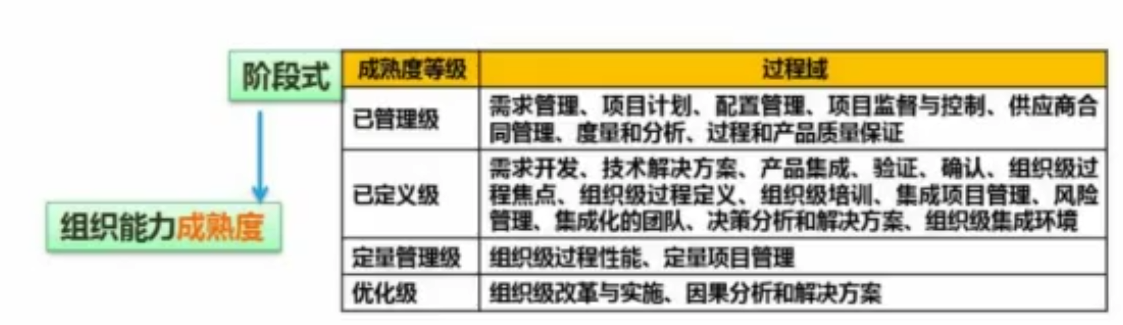 阶段式
组织能力成熟度
成熟度等级 过程域
已管理级
需求管理、项目计划、配置管理、项目监督与控制、供应商合
同管理、度量和分析、过程和产品质量保证
已定义级
需求开发、技术解决方案、产品集成、验证、确认、组织级过
程焦点、组织级过程定义、组织级培训、集成项目管理、风险
管理、集成化的团队、决策分析和解决方案、组织级集成环境
定量管理级 组织级过程性能、定量项目管理
优化级 组织级改革与实施、因果分析和解决方案